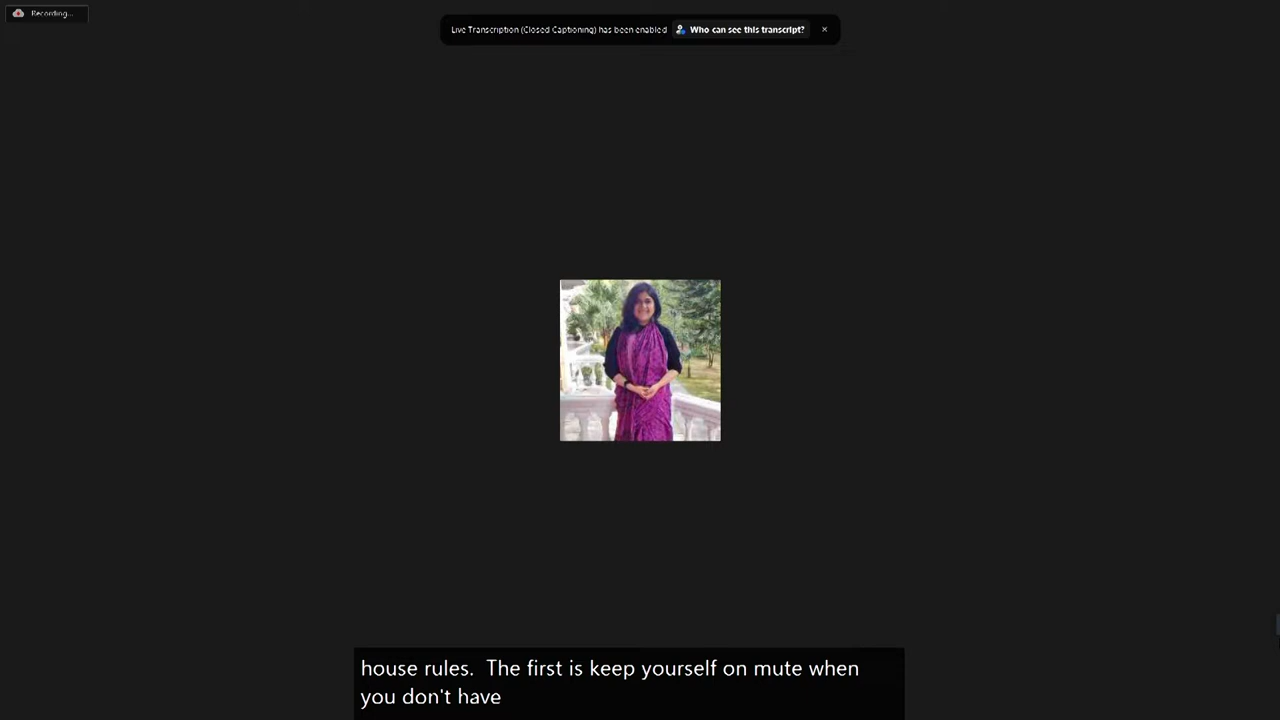 Recording...
Live Transcription (Closed Captioning) has been enabled Who can see this transcript?
house rules. The first is keep yourself on mute when
you don't have